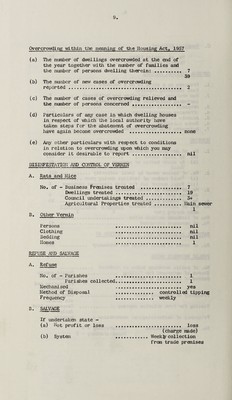 9.
Overcrowding within the meaning of the Housing Act, 1957
(a) The number of dwellings overcrowded at the end of
the year together with the number of families and
the number of persons dwelling therein: ........... 7
39
(b) The number of new cases of overcrowding
reported .................................... 2
(c) The number of cases of overcrowding relieved and
the number of persons concerned ................ -
(d) Particulars of any case in which dwelling houses
in respect of which the local authority have
taken steps for the abatement of overcrowding
have again become overcrowded ................ none
(e) Any other particulars with respect to conditions
in relation to overcrowding upon which you may
consider it desirable to report ................ nil
DISINFESTATION AND CONTROL OF VERMIN
A. Rats and Mice
No. of - Business Premises treated ............. 7
Dwellings treated ................... 19
Council undertakings treated ........ 3+
Agricultural Properties treated ..... Main sewer
1
B. Other Vermin
Persons .................... nil
Clothing .................... nil
Bedding .................... nil
Homes .................... 1
REFUSE AND SALVAGE
A. Refuse
No. of - Parishes .................... 1
Parishes collected .................... 1
Mechanised .................... yes
Method of Disposal ........ controlled tipping
Frequency ........ weekly
B. SALVAGE
If undertaken state -
(a) Not profit or loss .................... loss
(charge made)
(b) System ........... Weekly collection
from trade premises